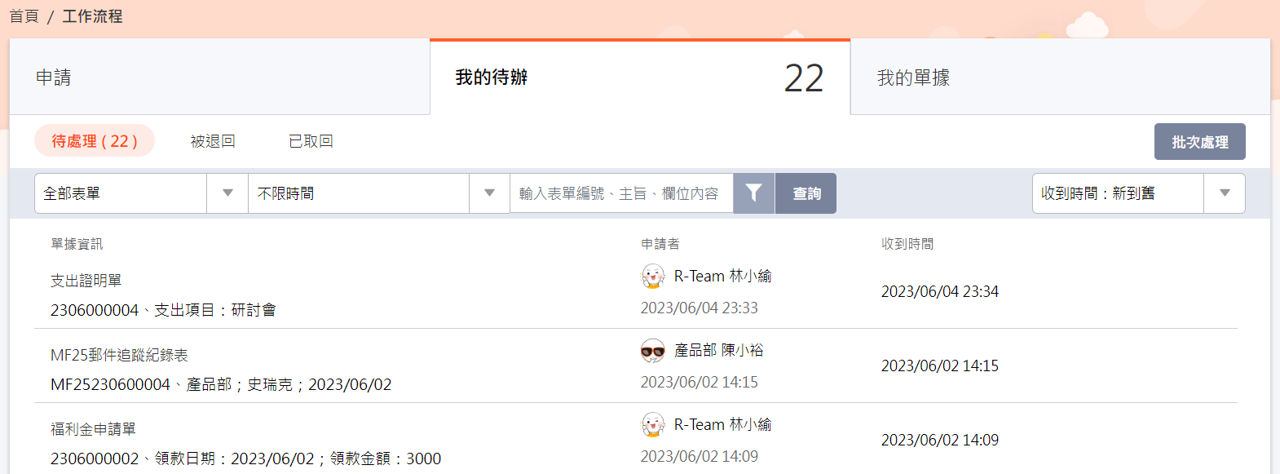 首頁 / 工作流程
申請
我的待辦 22
我的單據
待處理 ( 22 ) 被退回 已取回 批次處理
全部表單 不限時間 輸入表單編號、主旨、欄位內容 查詢 收到時間：新到舊
單據資訊 申請者 收到時間
支出證明單
2306000004、支出項目：研討會
R-Team 林小綸
2023/06/04 23:33
2023/06/04 23:34
MF25郵件追蹤紀錄表
MF25230600004、產品部；史瑞克；2023/06/02
產品部 陳小裕
2023/06/02 14:15
2023/06/02 14:15
福利金申請單
2306000002、領款日期：2023/06/02；領款金額：3000
R-Team 林小綸
2023/06/02 14:09
2023/06/02 14:09